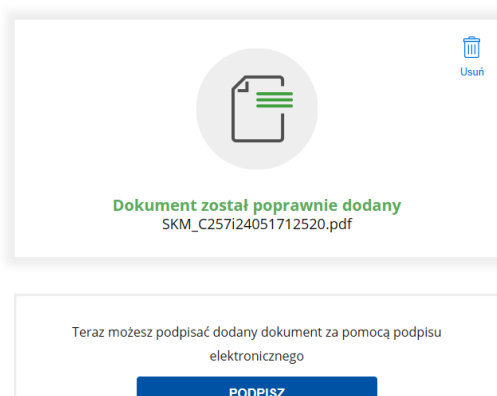 Usuń
Dokument został poprawnie dodany
SKM_C257i24051712520.pdf
Teraz możesz podpisać dodany dokument za pomocą podpisu
elektronicznego
PODPISZ